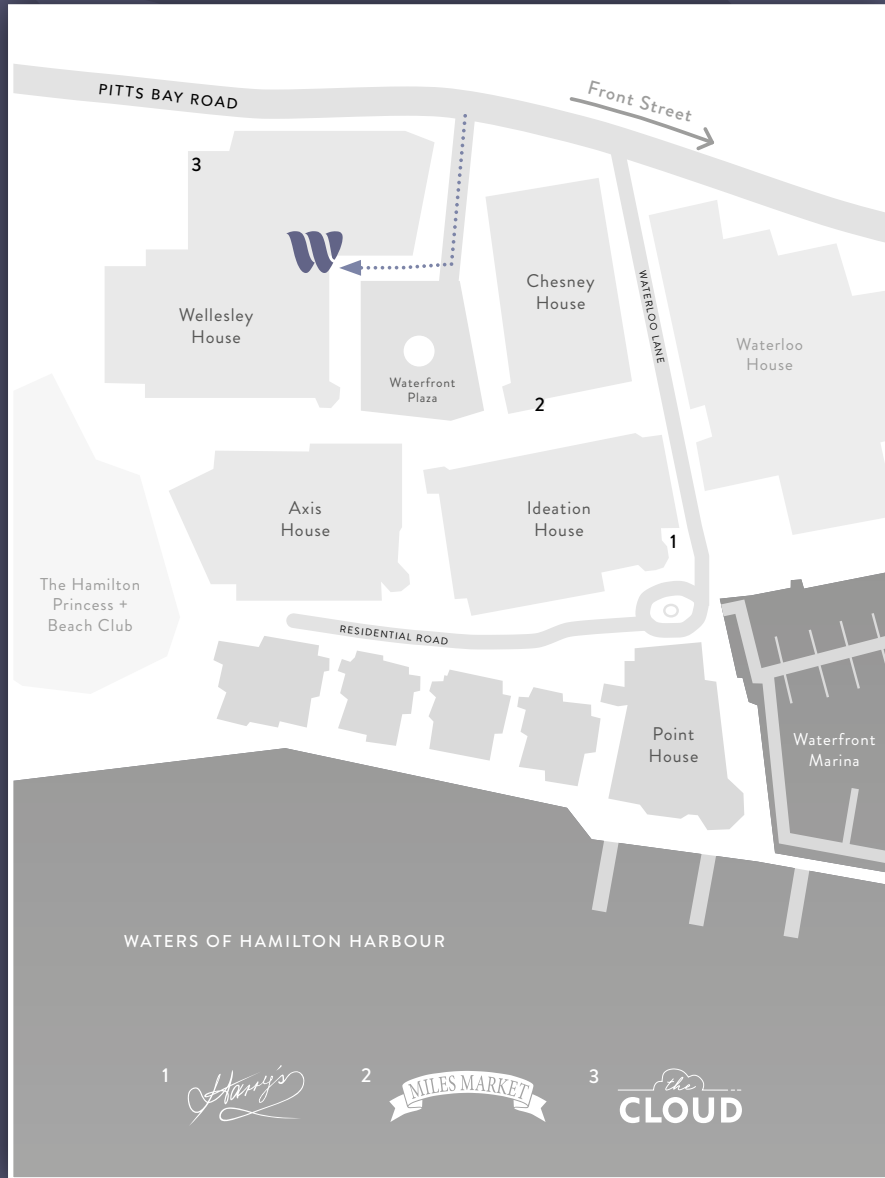 PITTS BAY ROAD
Front Street
3
Wellesley
House
Chesney
House
WATERLOO LANE
Waterloo
House
Waterfront
Plaza
2
Axis
House
Ideation
House
1
The Hamilton
Princess +
Beach Club
RESIDENTIAL ROAD
Point
House
Waterfront
Marina
WATERS OF HAMILTON HARBOUR
1 Harry's
2 MILES MARKET
3 the
CLOUD